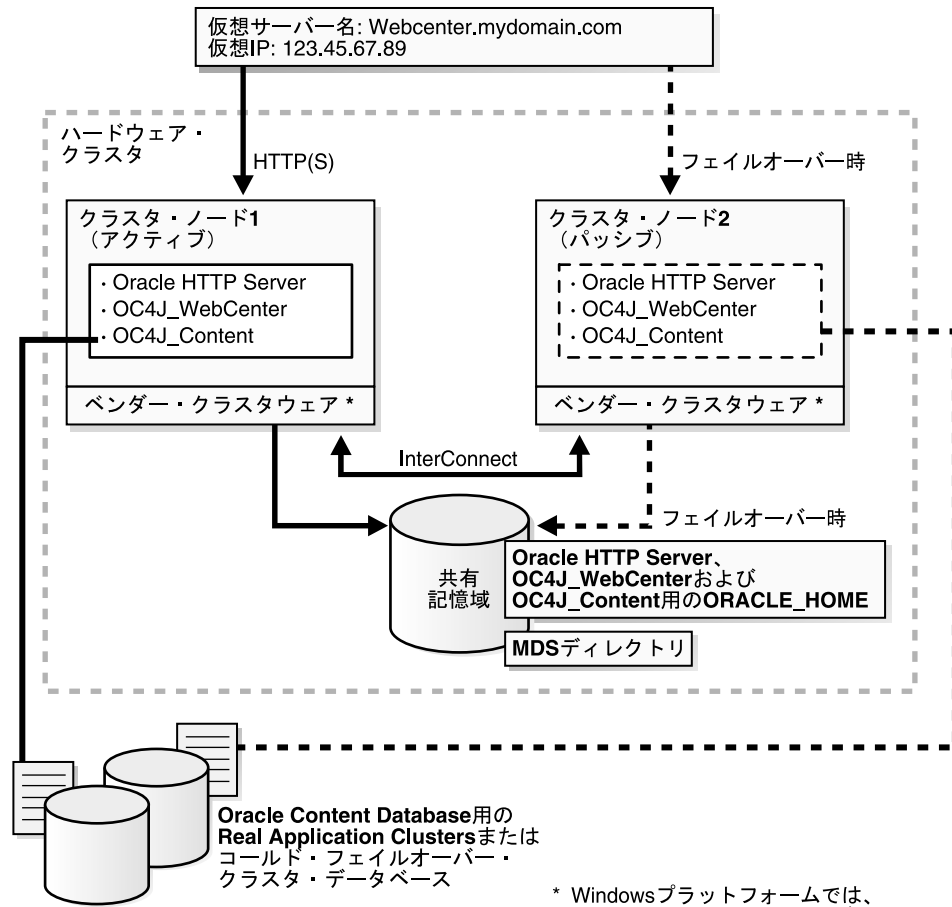 仮想サーバー名: Webcenter.mydomain.com
仮想IP: 123.45.67.89
ハードウェア・
クラスタ
HTTP(S)
フェイルオーバー時
クラスタ・ノード1
（アクティブ）
・Oracle HTTP Server
・OC4J_WebCenter
・OC4J_Content
ベンダー・クラスタウェア *
クラスタ・ノード2
（パッシブ）
・Oracle HTTP Server
・OC4J_WebCenter
・OC4J_Content
ベンダー・クラスタウェア *
InterConnect
フェイルオーバー時
共有
記憶域
Oracle HTTP Server、
OC4J_WebCenterおよび
OC4J_Content用のORACLE_HOME
MDSディレクトリ
Oracle Content Database用の
Real Application Clustersまたは
コールド・フェイルオーバー・
クラスタ・データベース
* Windowsプラットフォームでは、